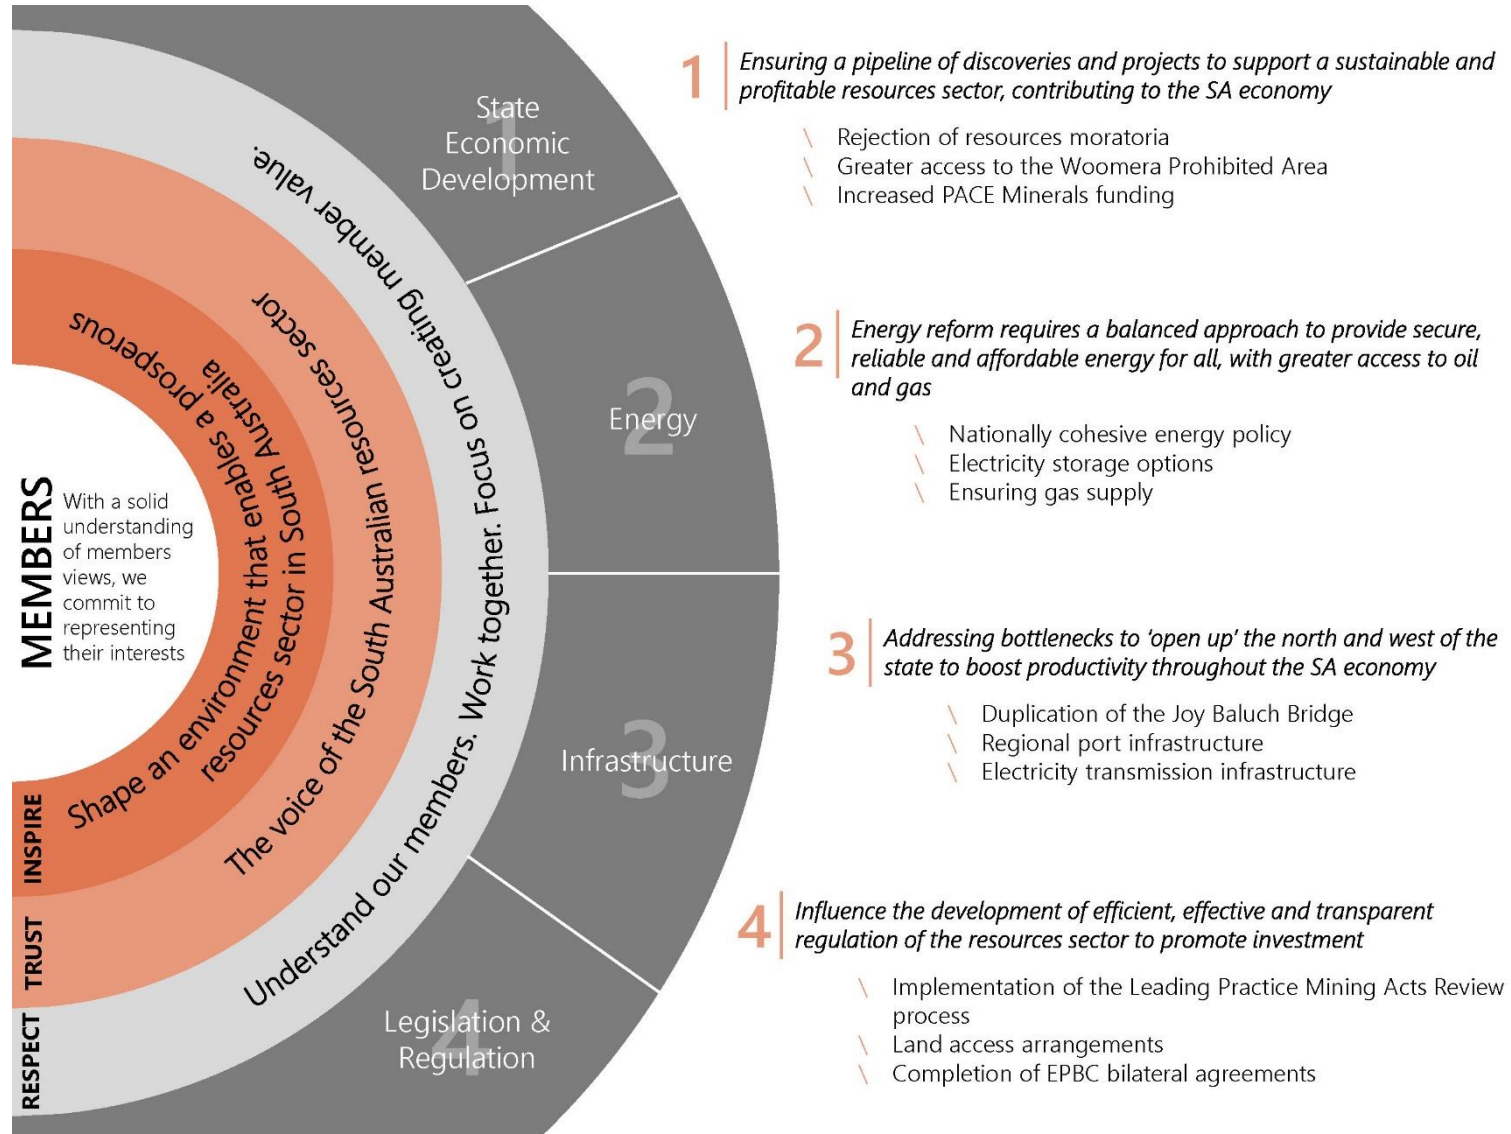 MEMBERS
With a solid
understanding
of members
views, we
commit to
representing
their interests
INSPIRE
Shape an environment that enables a prosperous
resources sector in South Australia
TRUST
The voice of the South Australian resources sector
RESPECT
Understand our members. Work together. Focus on creating member value.
1
State
Economic
Development
2
Energy
3
Infrastructure
4
Legislation &
Regulation
1
Ensuring a pipeline of discoveries and projects to support a sustainable and
profitable resources sector, contributing to the SA economy
\ Rejection of resources moratoria
\ Greater access to the Woomera Prohibited Area
\ Increased PACE Minerals funding
2
Energy reform requires a balanced approach to provide secure,
reliable and affordable energy for all, with greater access to oil
and gas
\ Nationally cohesive energy policy
\ Electricity storage options
\ Ensuring gas supply
3
Addressing bottlenecks to ‘open up’ the north and west of the
state to boost productivity throughout the SA economy
\ Duplication of the Joy Baluch Bridge
\ Regional port infrastructure
\ Electricity transmission infrastructure
4
Influence the development of efficient, effective and transparent
regulation of the resources sector to promote investment
\ Implementation of the Leading Practice Mining Acts Review
process
\ Land access arrangements
\ Completion of EPBC bilateral agreements